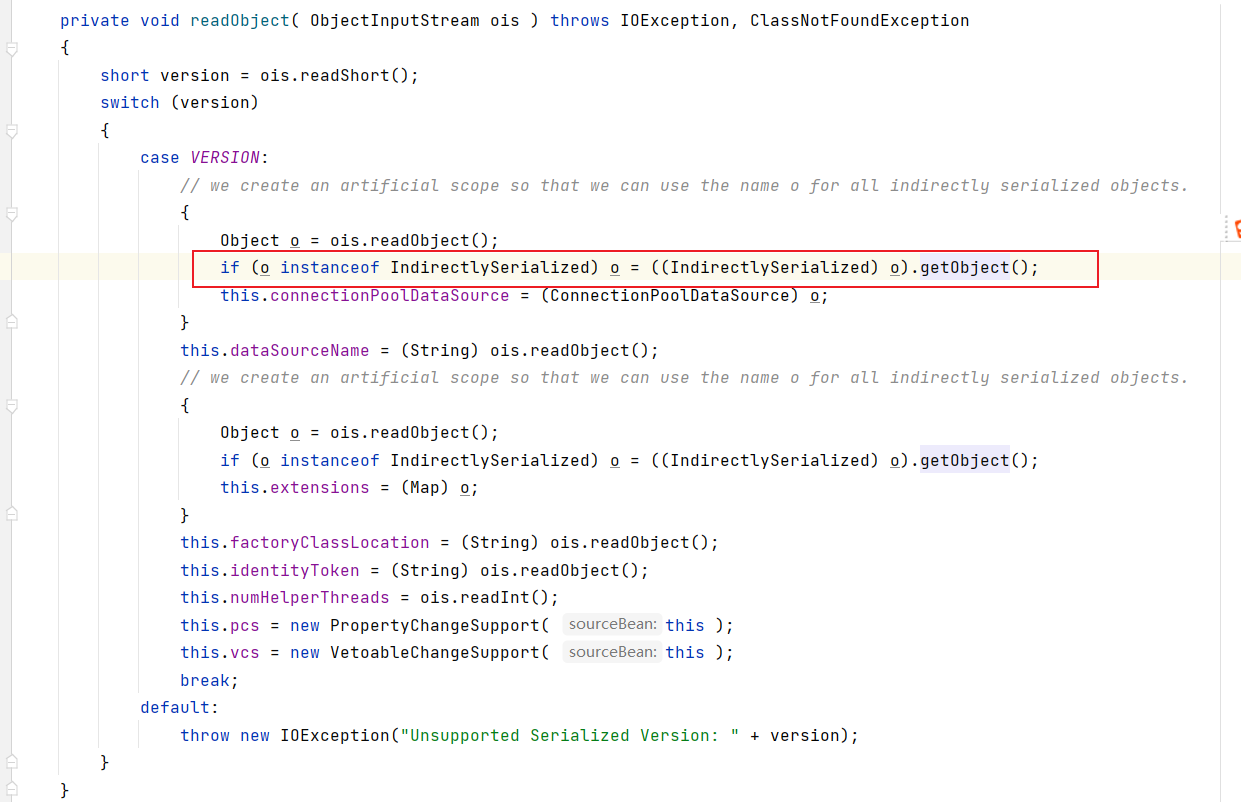 private void readObject( ObjectInputStream ois ) throws IOException, ClassNotFoundException
{
    short version = ois.readShort();
    switch (version)
    {
        case VERSION:
            // we create an artificial scope so that we can use the name o for all indirectly serialized objects.
            {
                Object o = ois.readObject();
                if (o instanceof IndirectlySerialized) o = ((IndirectlySerialized) o).getObject();
                this.connectionPoolDataSource = (ConnectionPoolDataSource) o;
            }
            this.dataSourceName = (String) ois.readObject();
            // we create an artificial scope so that we can use the name o for all indirectly serialized objects.
            {
                Object o = ois.readObject();
                if (o instanceof IndirectlySerialized) o = ((IndirectlySerialized) o).getObject();
                this.extensions = (Map) o;
            }
            this.factoryClassLocation = (String) ois.readObject();
            this.identityToken = (String) ois.readObject();
            this.numHelperThreads = ois.readInt();
            this.pcs = new PropertyChangeSupport( sourceBean: this );
            this.vcs = new VetoableChangeSupport( sourceBean: this );
            break;
        default:
            throw new IOException("Unsupported Serialized Version: " + version);
    }
}